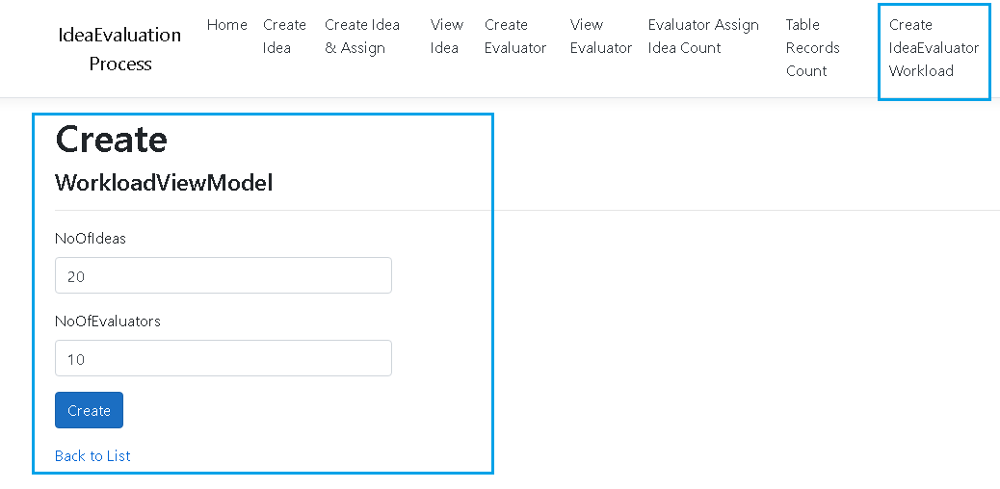 IdeaEvaluation
Process
Home
Create
Idea
Create Idea
& Assign
View
Idea
Create
Evaluator
View
Evaluator
Evaluator Assign
Idea Count
Table
Records
Count
Create
IdeaEvaluator
Workload
Create
WorkloadViewModel
NoOfIdeas
20
NoOfEvaluators
10
Create
Back to List